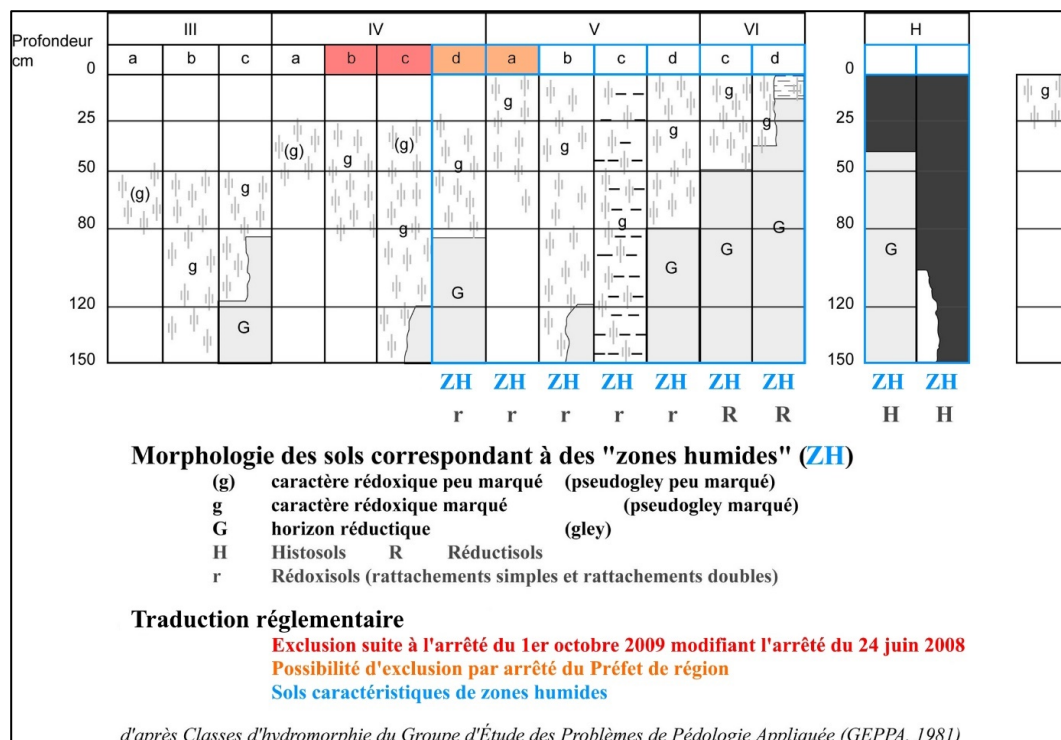 III IV V VI H
Profondeur
cm
a b c a b c d a b c d c d
0 0
g g g
25 25
(g) g (g) g g g g
50 50
(g) g g
80 80
g g G G G G G
120 120
G
150 150
ZH ZH ZH ZH ZH ZH ZH ZH ZH
r r r r r R R H H
Morphologie des sols correspondant à des "zones humides" (ZH)
(g) caractère rédoxique peu marqué (pseudogley peu marqué)
g caractère rédoxique marqué (pseudogley marqué)
G horizon réductique (gley)
H Histosols R Réductisols
r Rédoxisols (rattachements simples et rattachements doubles)
Traduction réglementaire
Exclusion suite à l'arrêté du 1er octobre 2009 modifiant l'arrêté du 24 juin 2008
Possibilité d'exclusion par arrêté du Préfet de région
Sols caractéristiques de zones humides
d'après Classes d'hydromorphie du Groupe d'Étude des Problèmes de Pédologie Appliquée (GEPPA, 1981)